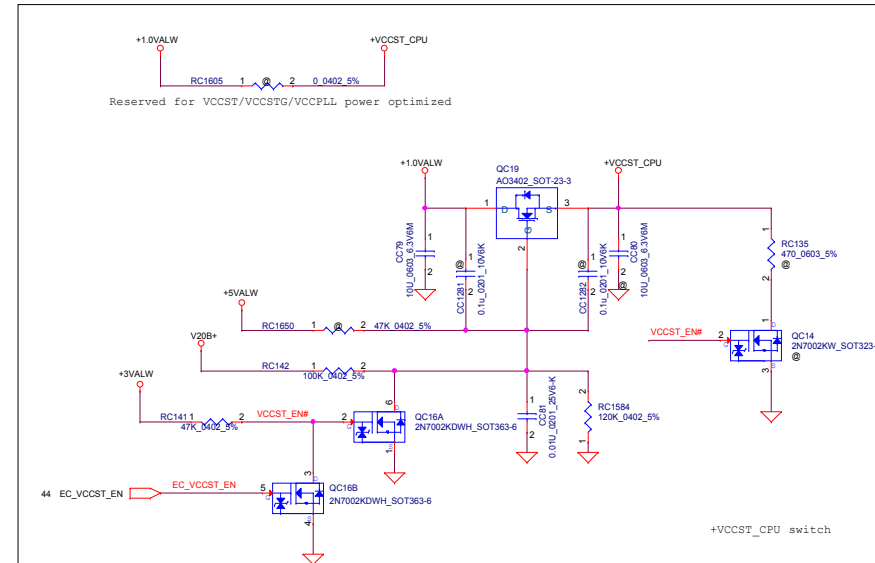 +1.0VALW
+VCCST_CPU
RC1605 1 @ 2 0_0402_5%
Reserved for VCCST/VCCSTG/VCCPLL power optimized
+1.0VALW
QC19
AO3402_SOT-23-3
+VCCST_CPU
1 D S 3
G
2
CC79
10U_0603_6.3V6M
1
2
CC1281
0.1u_0201_10V6K
@
1
2
CC1282
0.1u_0201_10V6K
@
1
2
CC80
10U_0603_6.3V6M
1
2
@
1
RC135
470_0603_5%
@
2
+5VALW
RC1650 1 @ 2 47K_0402_5%
V20B+
RC142 1 2
100K_0402_5%
VCCST_EN#
2
1
QC14
2N7002KW_SOT323-
@
3
+3VALW
RC141 1 2
47K_0402_5%
VCCST_EN#
2
6
QC16A
2N7002KDWH_SOT363-6
1
CC81
0.01U_0201_25V6-K
1
2
2
RC1584
120K_0402_5%
1
44 EC_VCCST_EN
EC_VCCST_EN
5
3
QC16B
2N7002KDWH_SOT363-6
4
+VCCST_CPU switch